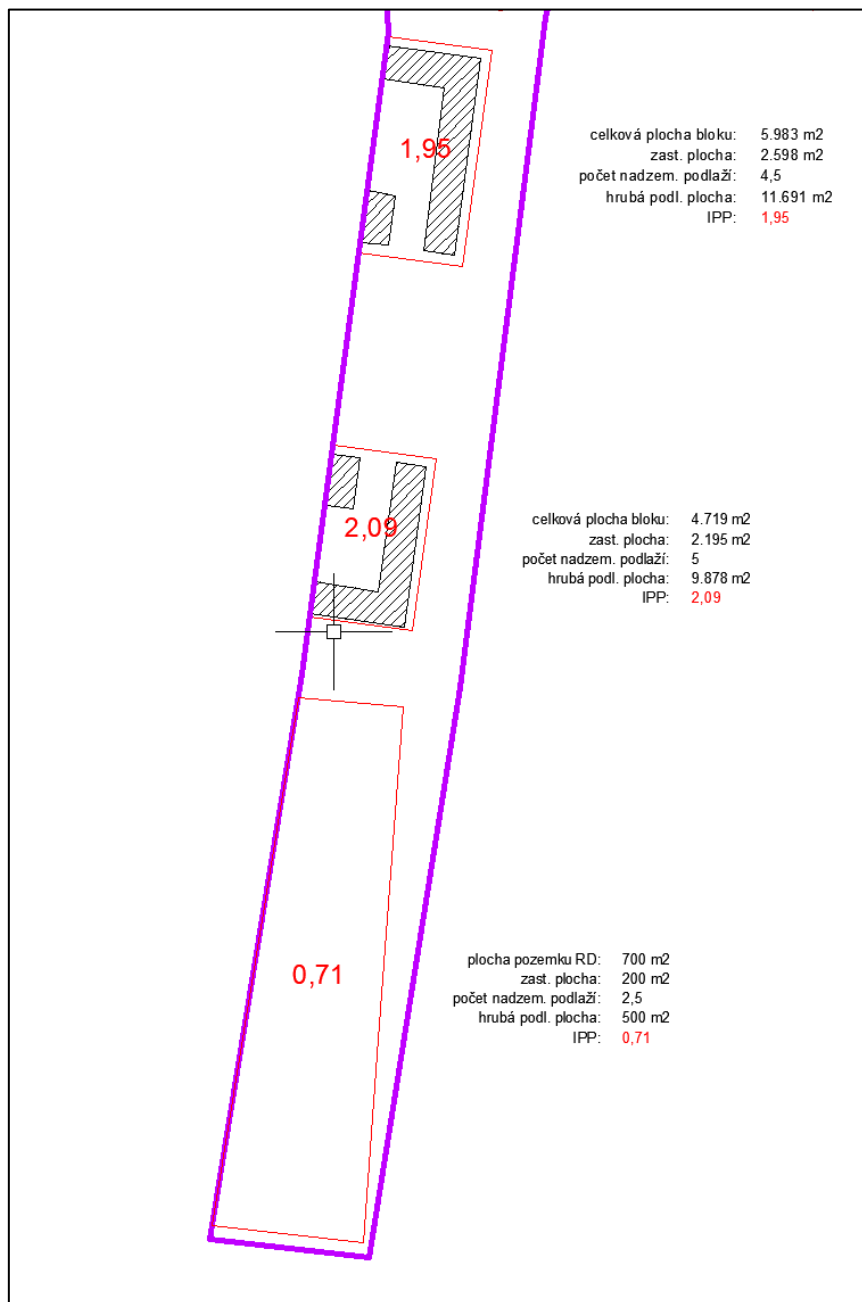 1,95
celková plocha bloku: 5.983 m2
zast. plocha: 2.598 m2
počet nadzem. podlaží: 4,5
hrubá podl. plocha: 11.691 m2
IPP: 1,95
2,09
celková plocha bloku: 4.719 m2
zast. plocha: 2.195 m2
počet nadzem. podlaží: 5
hrubá podl. plocha: 9.878 m2
IPP: 2,09
0,71
plocha pozemku RD: 700 m2
zast. plocha: 200 m2
počet nadzem. podlaží: 2,5
hrubá podl. plocha: 500 m2
IPP: 0,71